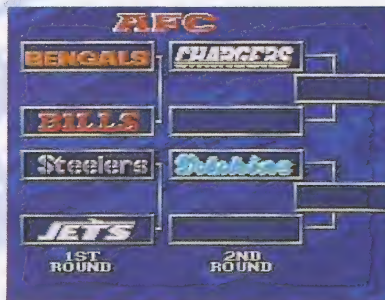 AFC
BENGALS CHARGERS
BILLS
Steelers Dolphins
JETS
1ST 2ND
ROUND ROUND